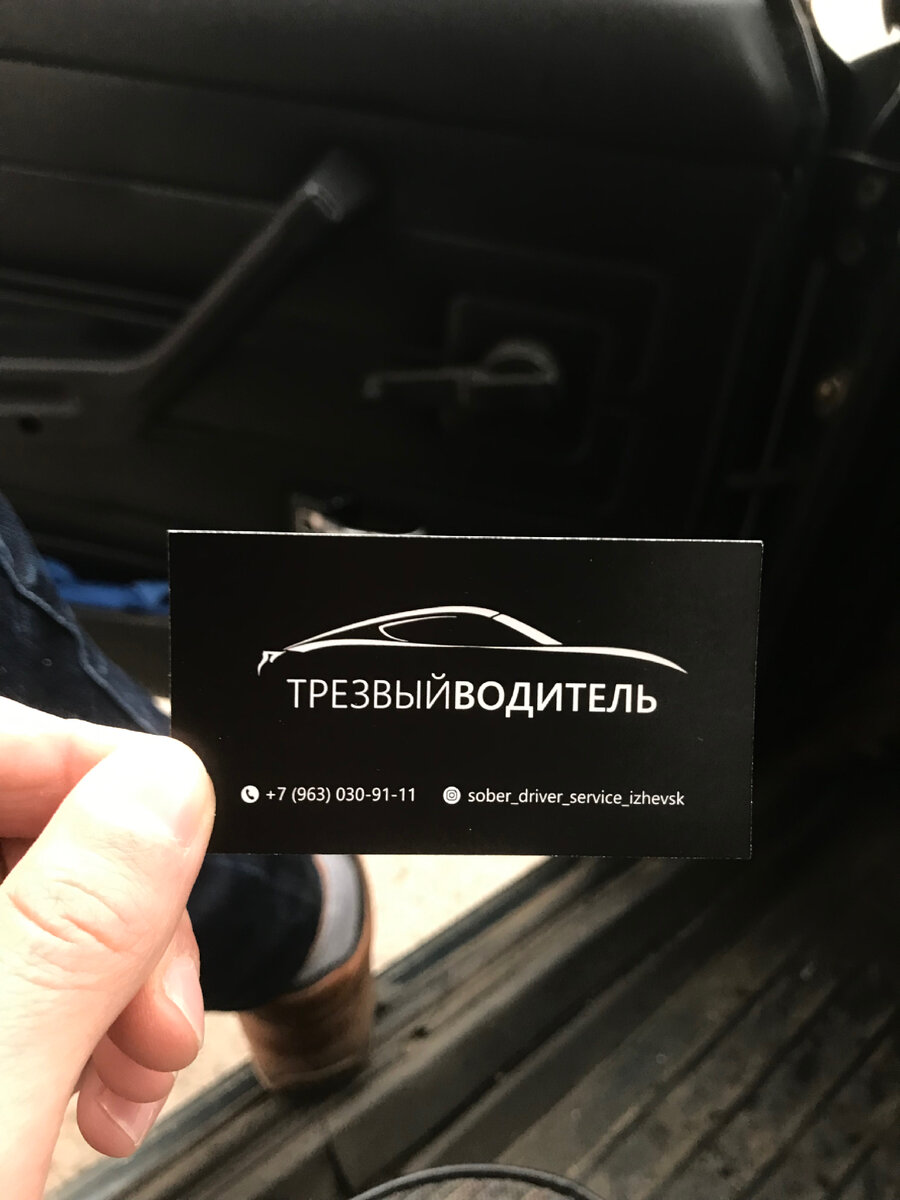 ТРЕЗВЫЙВОДИТЕЛЬ
+7 (963) 030-91-11 sober_driver_service_izhevsk